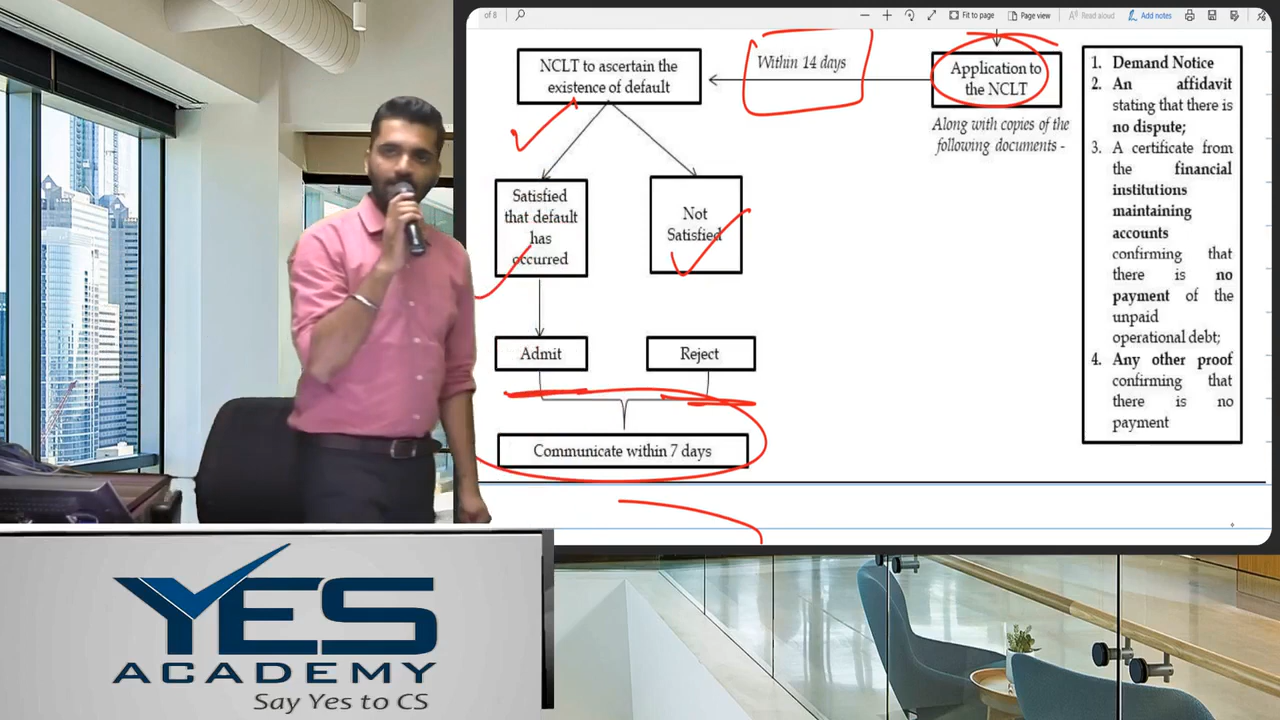 of 8
Fit to page
Page view
Read aloud
Add notes
NCLT to ascertain the
existence of default
Within 14 days
Application to
the NCLT
Along with copies of the
following documents -
Satisfied
that default
has
occurred
Not
Satisfied
Admit
Reject
Communicate within 7 days
1. Demand Notice
2. An affidavit
stating that there is
no dispute;
3. A certificate from
the financial
institutions
maintaining
accounts
confirming that
there is no
payment of the
unpaid
operational debt;
4. Any other proof
confirming that
there is no
payment
YES
ACADEMY
Say Yes to CS